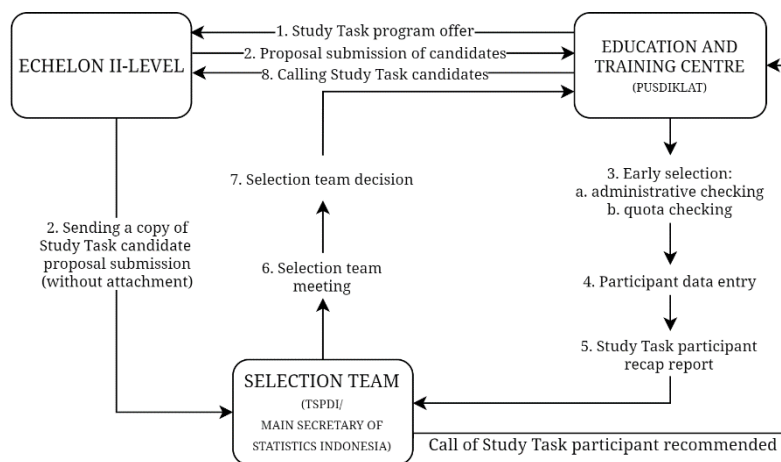 1. Study Task program offer
ECHELON II-LEVEL
2. Proposal submission of candidates
8. Calling Study Task candidates
EDUCATION AND
TRAINING CENTRE
(PUSDIKLAT)
3. Early selection:
a. administrative checking
b. quota checking
7. Selection team decision
2. Sending a copy of
Study Task candidate
proposal submission
(without attachment)
6. Selection team
meeting
4. Participant data entry
5. Study Task participant
recap report
SELECTION TEAM
(TSPDI/
MAIN SECRETARY OF
STATISTICS INDONESIA)
Call of Study Task participant recommended